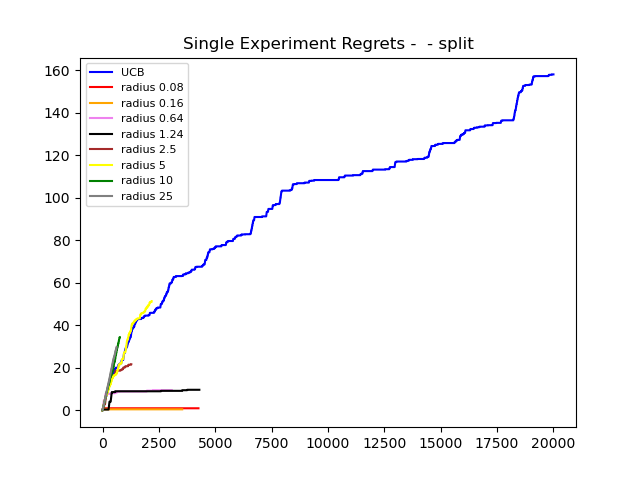 Single Experiment Regrets -  - split
160
140
120
100
80
60
40
20
0
UCB
radius 0.08
radius 0.16
radius 0.64
radius 1.24
radius 2.5
radius 5
radius 10
radius 25
0 2500 5000 7500 10000 12500 15000 17500 20000